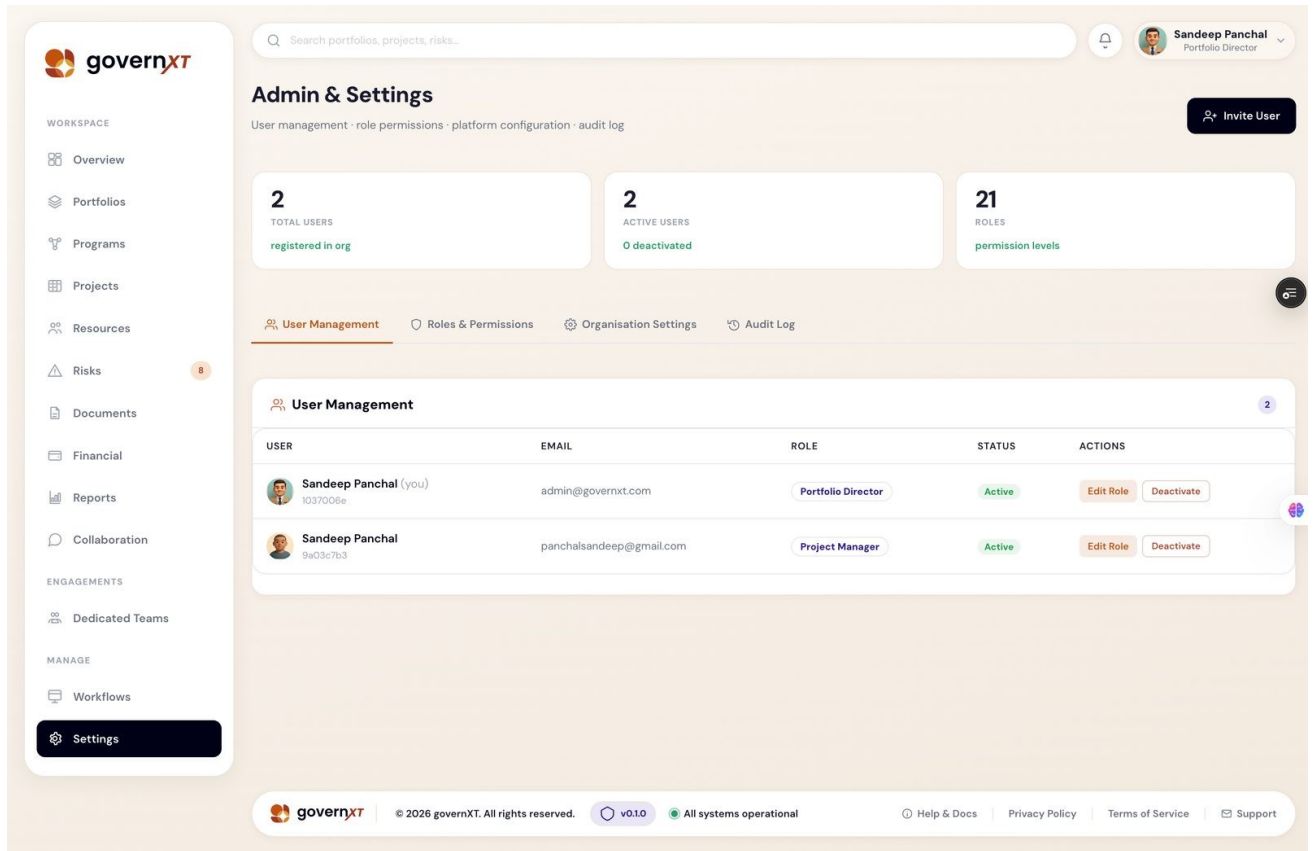 governXT
WORKSPACE
Overview
Portfolios
Programs
Projects
Resources
Risks 8
Documents
Financial
Reports
Collaboration
ENGAGEMENTS
Dedicated Teams
MANAGE
Workflows
Settings
Search portfolios, projects, risks...
Sandeep Panchal
Portfolio Director
Admin & Settings
User management · role permissions · platform configuration · audit log
Invite User
2
TOTAL USERS
registered in org
2
ACTIVE USERS
0 deactivated
21
ROLES
permission levels
User Management Roles & Permissions Organisation Settings Audit Log
User Management 2
USER EMAIL ROLE STATUS ACTIONS
Sandeep Panchal (you)
1037006e
admin@governxt.com Portfolio Director Active Edit Role Deactivate
Sandeep Panchal
9a03c7b3
panchalsandeep@gmail.com Project Manager Active Edit Role Deactivate
governXT © 2026 governXT. All rights reserved. v0.1.0 All systems operational Help & Docs Privacy Policy Terms of Service Support